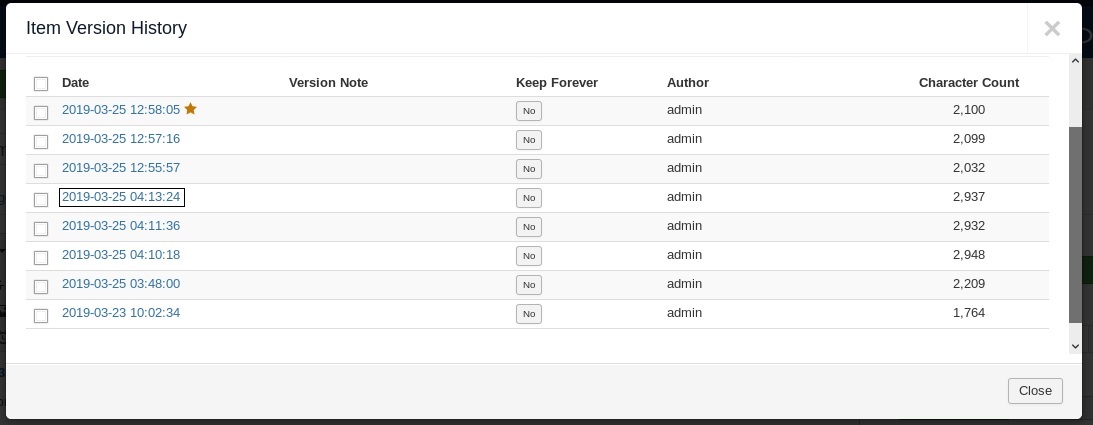 Item Version History
Date Version Note Keep Forever Author Character Count
2019-03-25 12:58:05 No admin 2,100
2019-03-25 12:57:16 No admin 2,099
2019-03-25 12:55:57 No admin 2,032
2019-03-25 04:13:24 No admin 2,937
2019-03-25 04:11:36 No admin 2,932
2019-03-25 04:10:18 No admin 2,948
2019-03-25 03:48:00 No admin 2,209
2019-03-23 10:02:34 No admin 1,764
Close